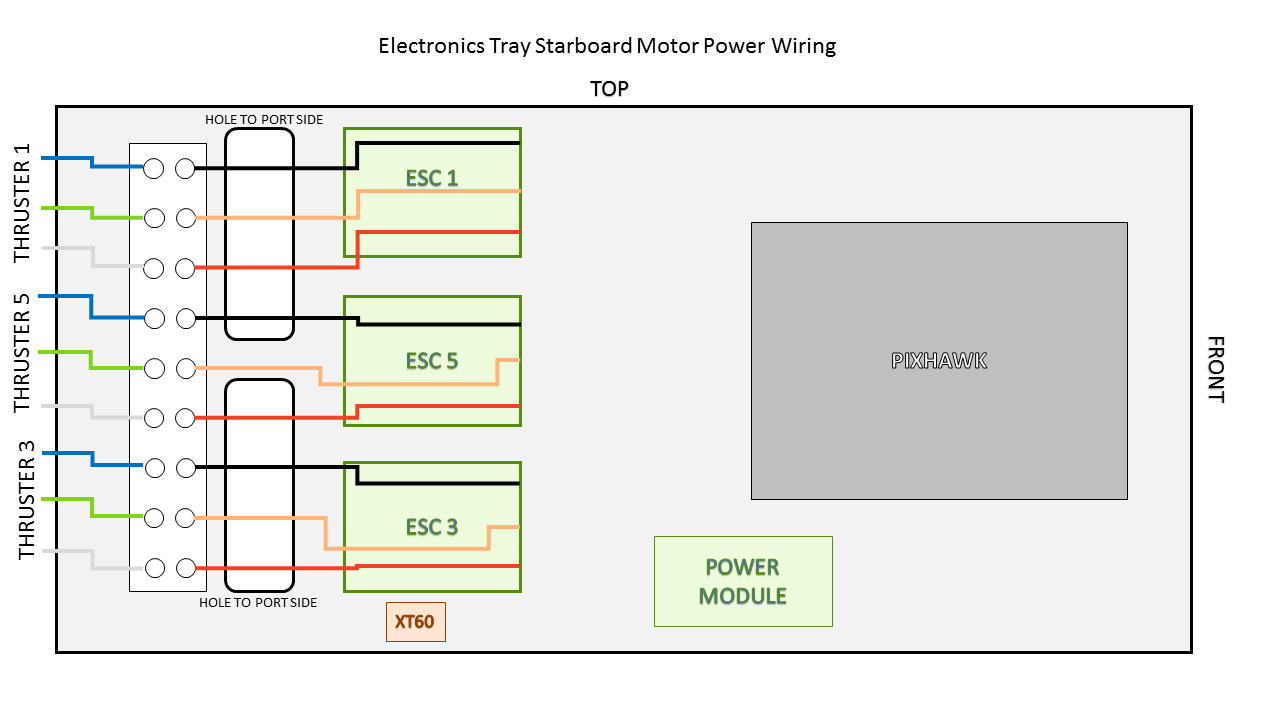 Electronics Tray Starboard Motor Power Wiring
TOP
HOLE TO PORT SIDE
THRUSTER 1
ESC 1
THRUSTER 5
ESC 5
PIXHAWK
FRONT
THRUSTER 3
ESC 3
POWER
MODULE
HOLE TO PORT SIDE
XT60